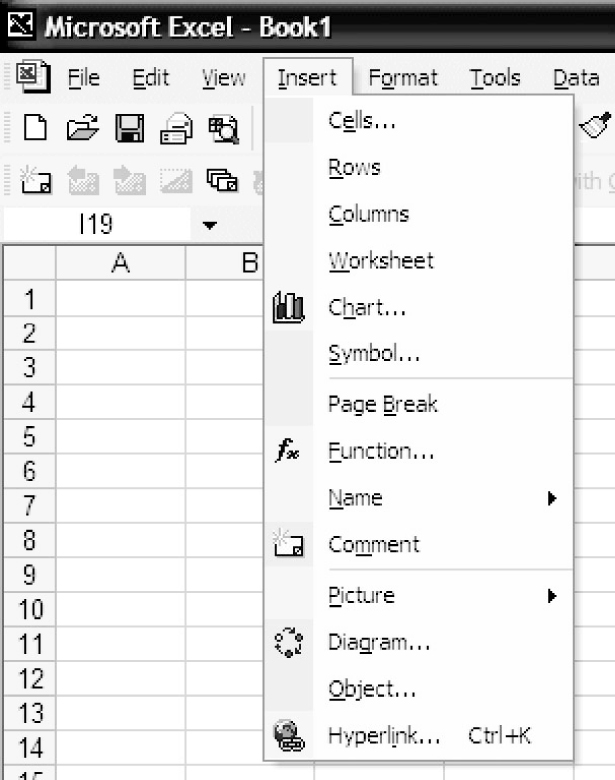 Microsoft Excel - Book1
File Edit View Insert Format Tools Data
Cells...
Rows
Columns
Worksheet
Chart...
Symbol...
Page Break
Function...
Name
Comment
Picture
Diagram...
Object...
Hyperlink... Ctrl+K
I19
A B
1
2
3
4
5
6
7
8
9
10
11
12
13
14